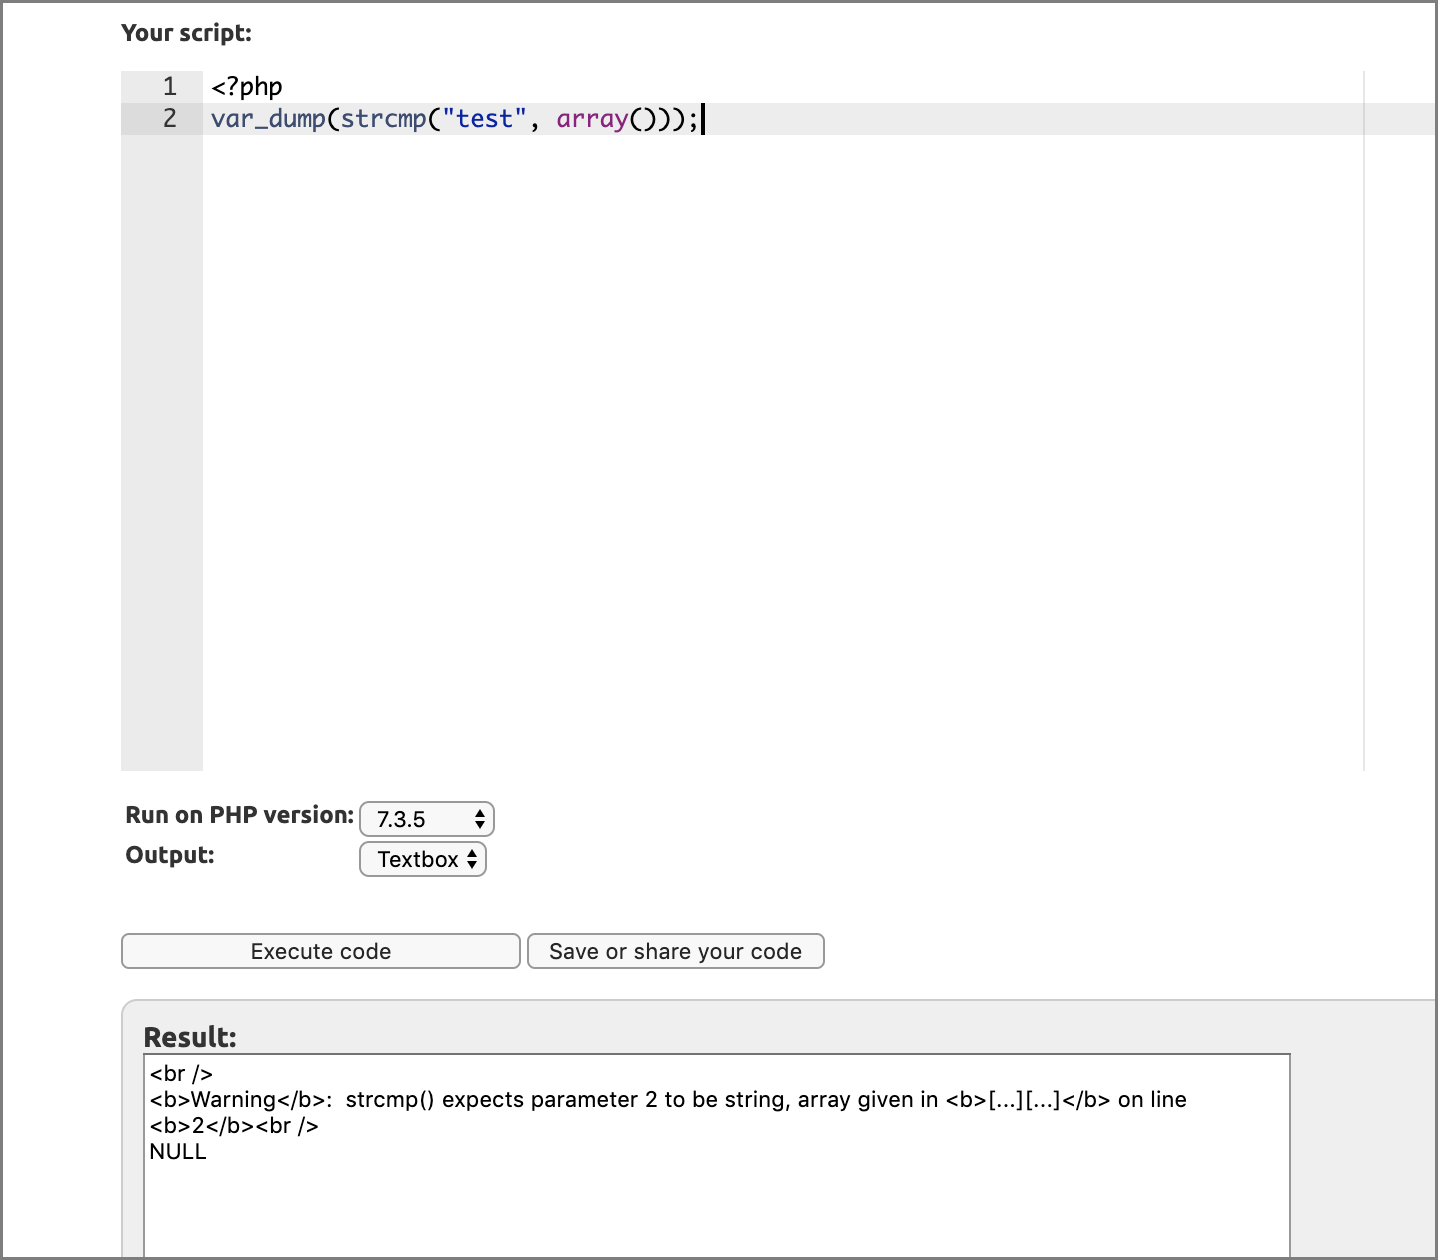 Your script:
1 <?php
2 var_dump(strcmp("test", array()));
Run on PHP version: 7.3.5
Output: Textbox
Execute code Save or share your code
Result:
<br />
<b>Warning</b>:  strcmp() expects parameter 2 to be string, array given in <b>[...][...]</b> on line
<b>2</b><br />
NULL